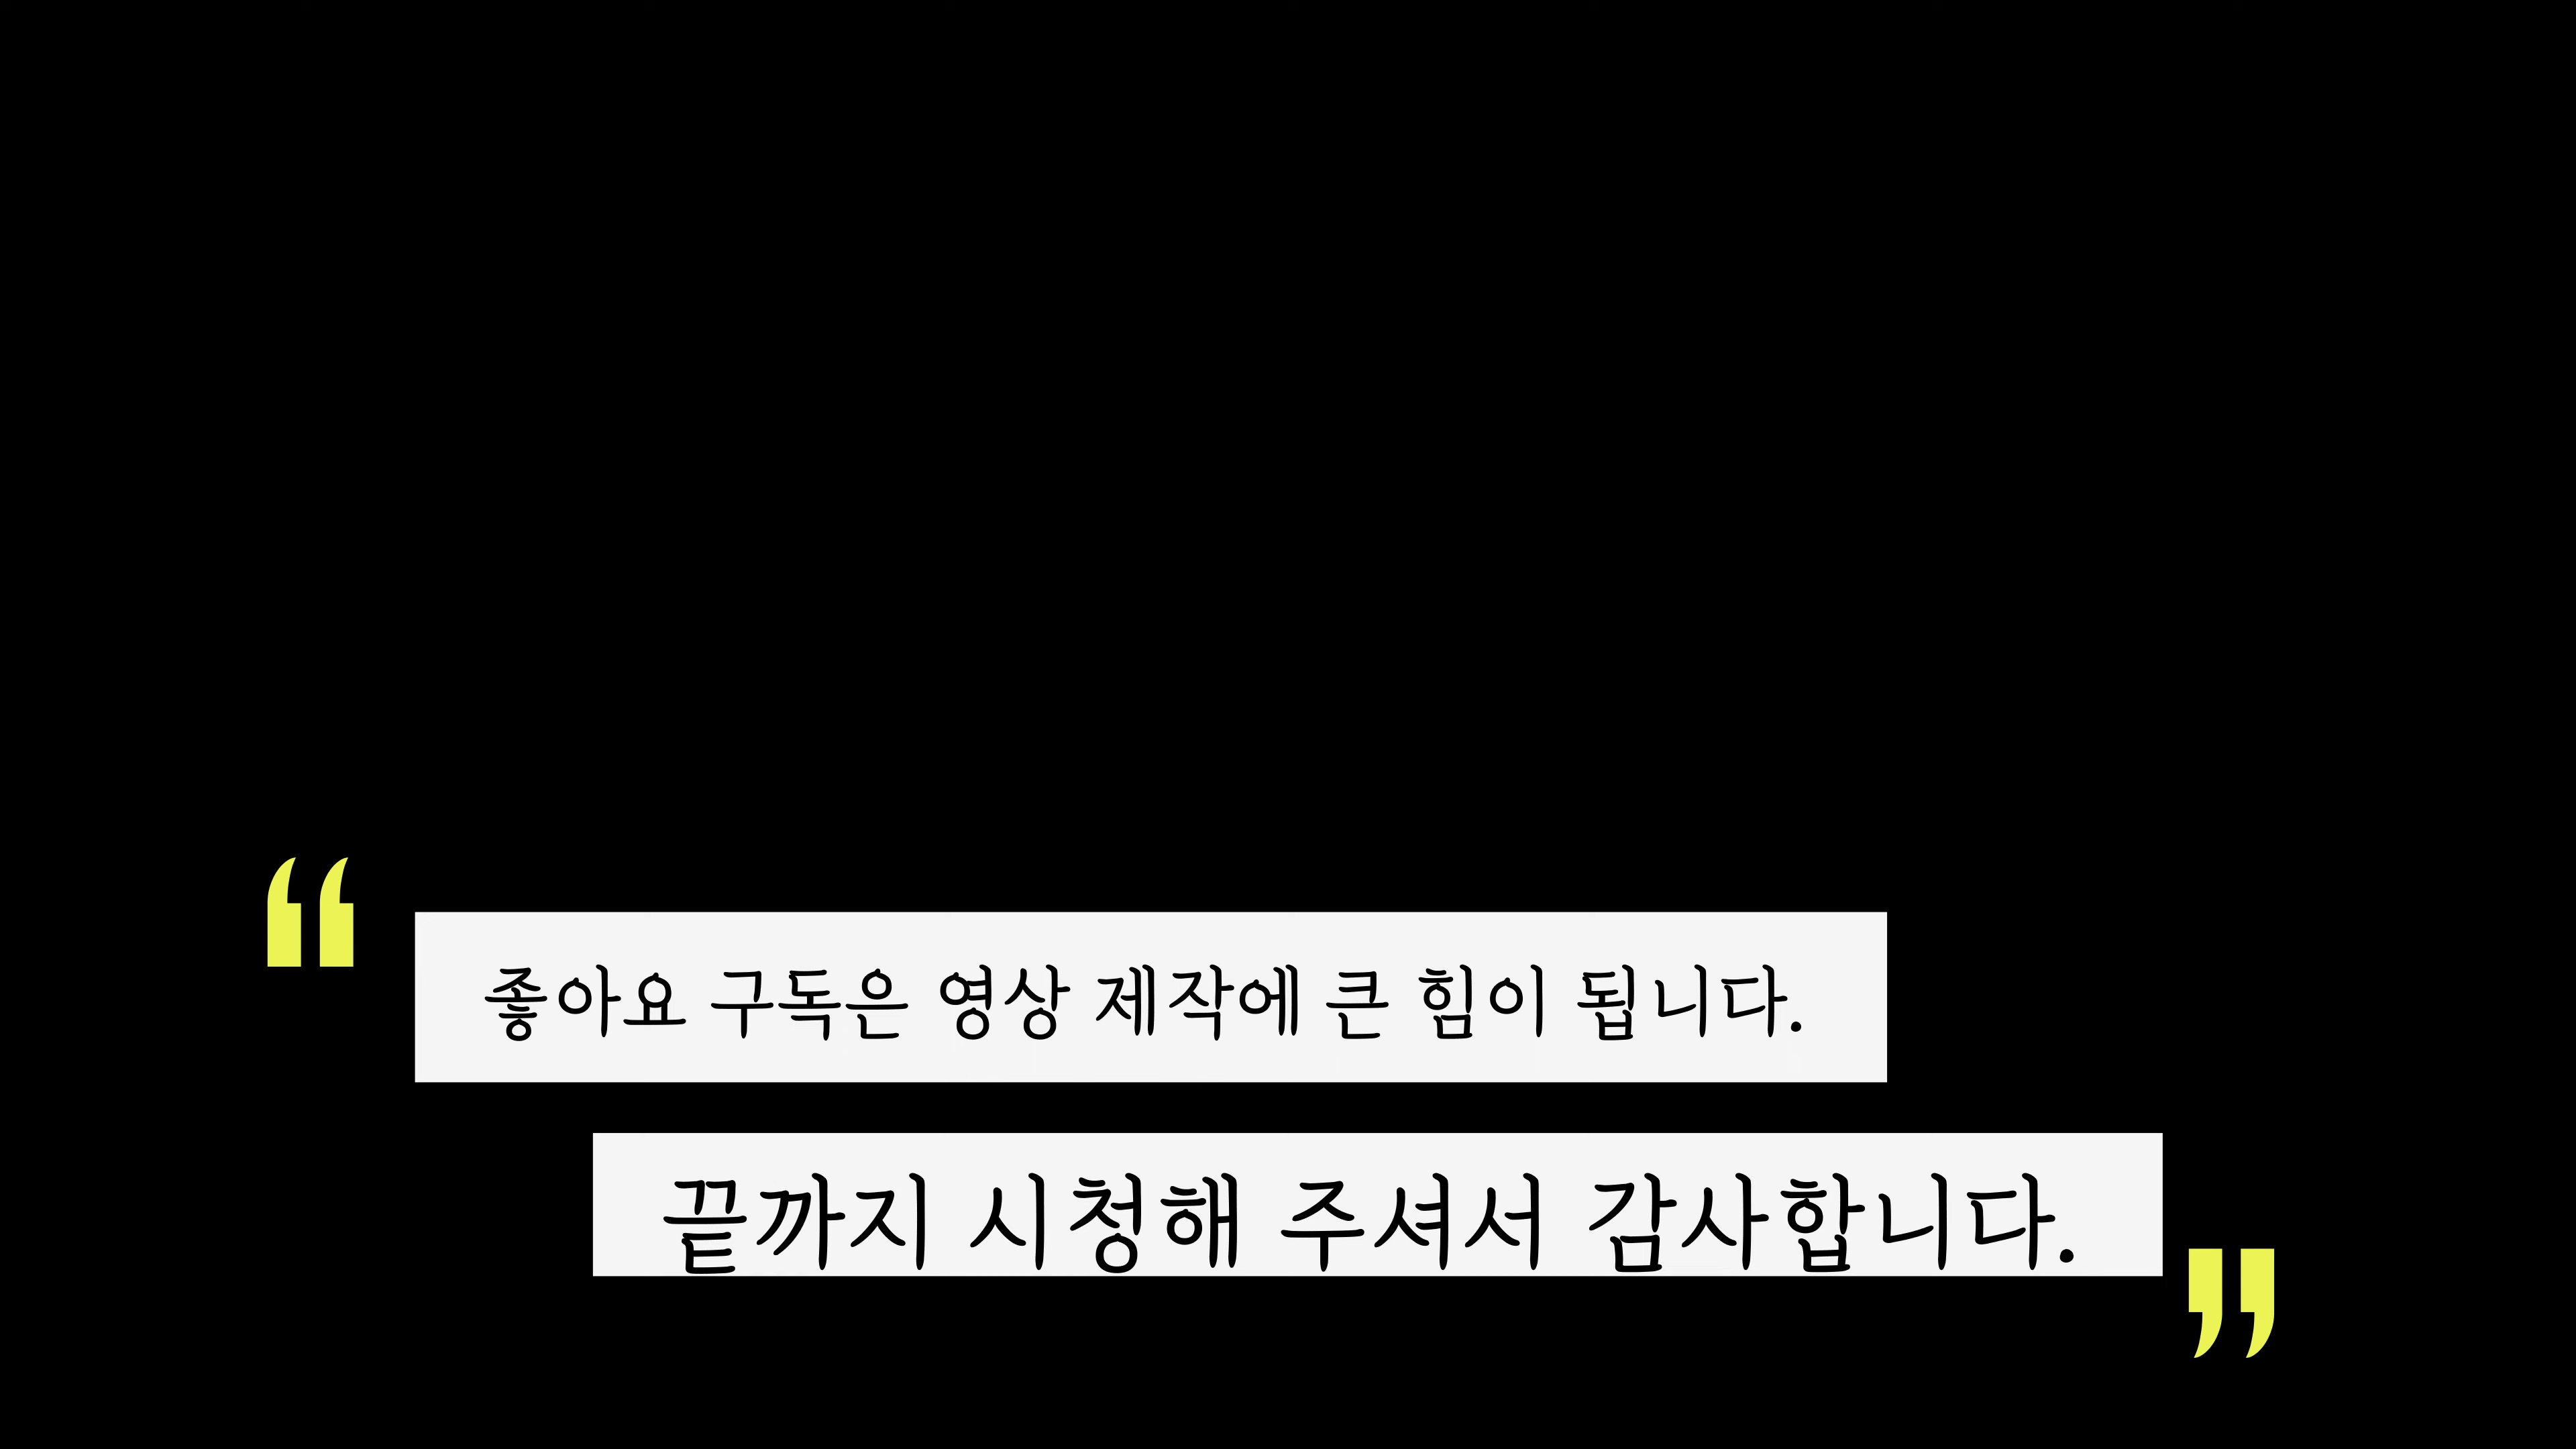 “
좋아요 구독은 영상 제작에 큰 힘이 됩니다.
끝까지 시청해 주셔서 감사합니다.
”